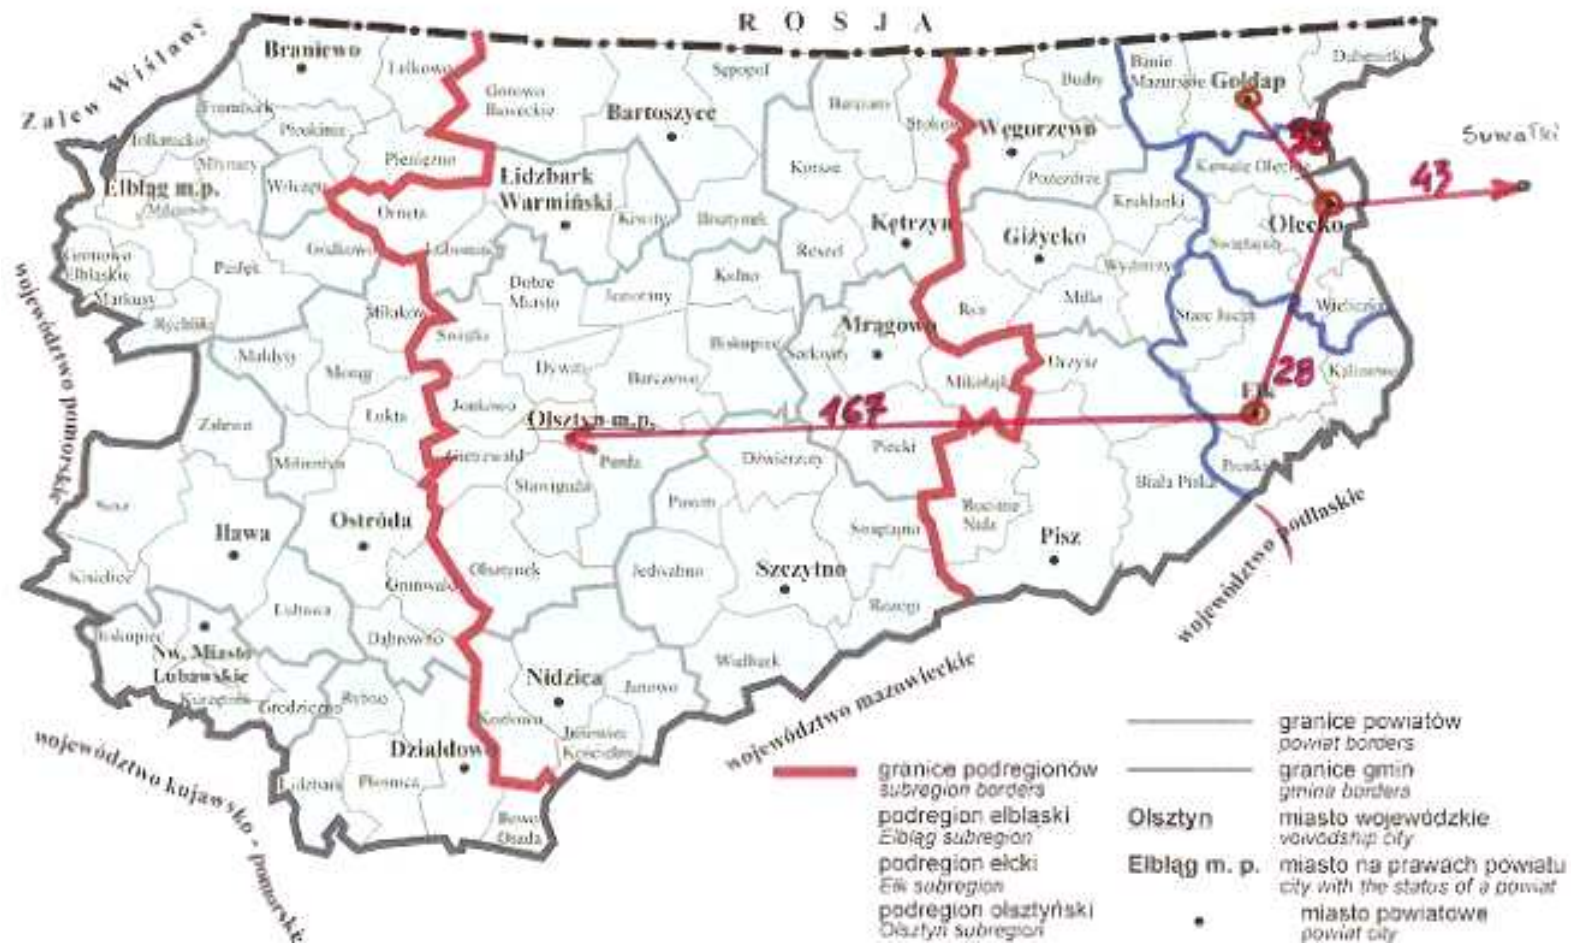 ROSJA
Zalew Wiślany
Braniewo
Lelkowo
Sępopol
Górowo
Iławeckie
Bartoszyce
Barciany
Srokowo
Węgorzewo
Budry
Banie
Mazurskie
Gołdap
Dubeninki
Suwałki
38
43
Frombork
Płoskinia
Tolkmicko
Młynary
Pieniężno
Wilczęta
Elbląg m.p.
Milejewo
Orneta
Lidzbark
Warmiński
Kiwity
Bisztynek
Korsze
Kętrzyn
Reszel
Pozezdrze
Giżycko
Kruklanki
Kowale Oleckie
Olecko
Świętajno
Wydminy
Gronowo
Elbląskie
Markusy
Pasłęk
Godkowo
Lubomino
Rychliki
Miłakowo
Dobre
Miasto
Jeziorany
Kolno
Świątki
Ryn
Miłki
Stare Juchy
Wieliczki
Małdyty
Morąg
Dywity
Biskupiec
Sorkwity
Mrągowo
Mikołajki
Orzysz
Kalinowo
28
Ełk
Barczewo
Jonkowo
Łukta
Zalewo
Olsztyn m.p.
167
Miłomłyn
Gietrzwałd
Purda
Stawiguda
Dźwierzuty
Piecki
Biała Piska
Prostki
Susz
Iława
Ostróda
Pasym
Świętajno
Ruciane
Nida
Pisz
Kisielice
Grunwald
Olsztynek
Jedwabno
Szczytno
Rozogi
Lubawa
Dąbrówno
Biskupiec
Nw. Miasto
Lubawskie
Kurzętnik
Grodziczno
Rybno
Nidzica
Janowo
Wielbark
Kozłowo
Janowiec
Kościelny
Działdowo
Lidzbark
Płośnica
Iłowo
Osada
województwo pomorskie
województwo kujawsko - pomorskie
województwo mazowieckie
województwo podlaskie
granice podregionów
subregion borders
podregion elbląski
Elbląg subregion
podregion ełcki
Ełk subregion
podregion olsztyński
Olsztyn subregion
granice powiatów
powiat borders
granice gmin
gmina borders
Olsztyn
miasto wojewódzkie
voivodship city
Elbląg m. p.
miasto na prawach powiatu
city with the status of a powiat
miasto powiatowe
powiat city